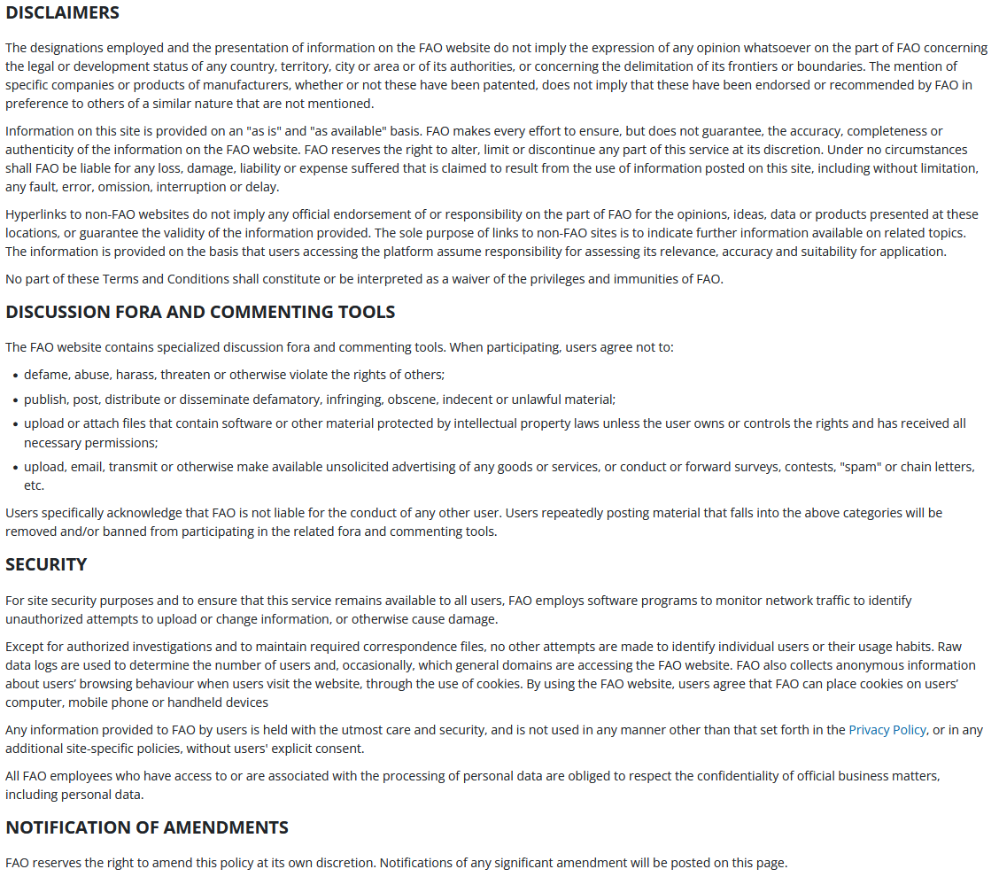 DISCLAIMERS
The designations employed and the presentation of information on the FAO website do not imply the expression of any opinion whatsoever on the part of FAO concerning
the legal or development status of any country, territory, city or area or of its authorities, or concerning the delimitation of its frontiers or boundaries. The mention of
specific companies or products of manufacturers, whether or not these have been patented, does not imply that these have been endorsed or recommended by FAO in
preference to others of a similar nature that are not mentioned.
Information on this site is provided on an "as is" and "as available" basis. FAO makes every effort to ensure, but does not guarantee, the accuracy, completeness or
authenticity of the information on the FAO website. FAO reserves the right to alter, limit or discontinue any part of this service at its discretion. Under no circumstances
shall FAO be liable for any loss, damage, liability or expense suffered that is claimed to result from the use of information posted on this site, including without limitation,
any fault, error, omission, interruption or delay.
Hyperlinks to non-FAO websites do not imply any official endorsement of or responsibility on the part of FAO for the opinions, ideas, data or products presented at these
locations, or guarantee the validity of the information provided. The sole purpose of links to non-FAO sites is to indicate further information available on related topics.
The information is provided on the basis that users accessing the platform assume responsibility for assessing its relevance, accuracy and suitability for application.
No part of these Terms and Conditions shall constitute or be interpreted as a waiver of the privileges and immunities of FAO.
DISCUSSION FORA AND COMMENTING TOOLS
The FAO website contains specialized discussion fora and commenting tools. When participating, users agree not to:
• defame, abuse, harass, threaten or otherwise violate the rights of others;
• publish, post, distribute or disseminate defamatory, infringing, obscene, indecent or unlawful material;
• upload or attach files that contain software or other material protected by intellectual property laws unless the user owns or controls the rights and has received all
necessary permissions;
• upload, email, transmit or otherwise make available unsolicited advertising of any goods or services, or conduct or forward surveys, contests, "spam" or chain letters,
etc.
Users specifically acknowledge that FAO is not liable for the conduct of any other user. Users repeatedly posting material that falls into the above categories will be
removed and/or banned from participating in the related fora and commenting tools.
SECURITY
For site security purposes and to ensure that this service remains available to all users, FAO employs software programs to monitor network traffic to identify
unauthorized attempts to upload or change information, or otherwise cause damage.
Except for authorized investigations and to maintain required correspondence files, no other attempts are made to identify individual users or their usage habits. Raw
data logs are used to determine the number of users and, occasionally, which general domains are accessing the FAO website. FAO also collects anonymous information
about users’ browsing behaviour when users visit the website, through the use of cookies. By using the FAO website, users agree that FAO can place cookies on users’
computer, mobile phone or handheld devices
Any information provided to FAO by users is held with the utmost care and security, and is not used in any manner other than that set forth in the Privacy Policy, or in any
additional site-specific policies, without users' explicit consent.
All FAO employees who have access to or are associated with the processing of personal data are obliged to respect the confidentiality of official business matters,
including personal data.
NOTIFICATION OF AMENDMENTS
FAO reserves the right to amend this policy at its own discretion. Notifications of any significant amendment will be posted on this page.